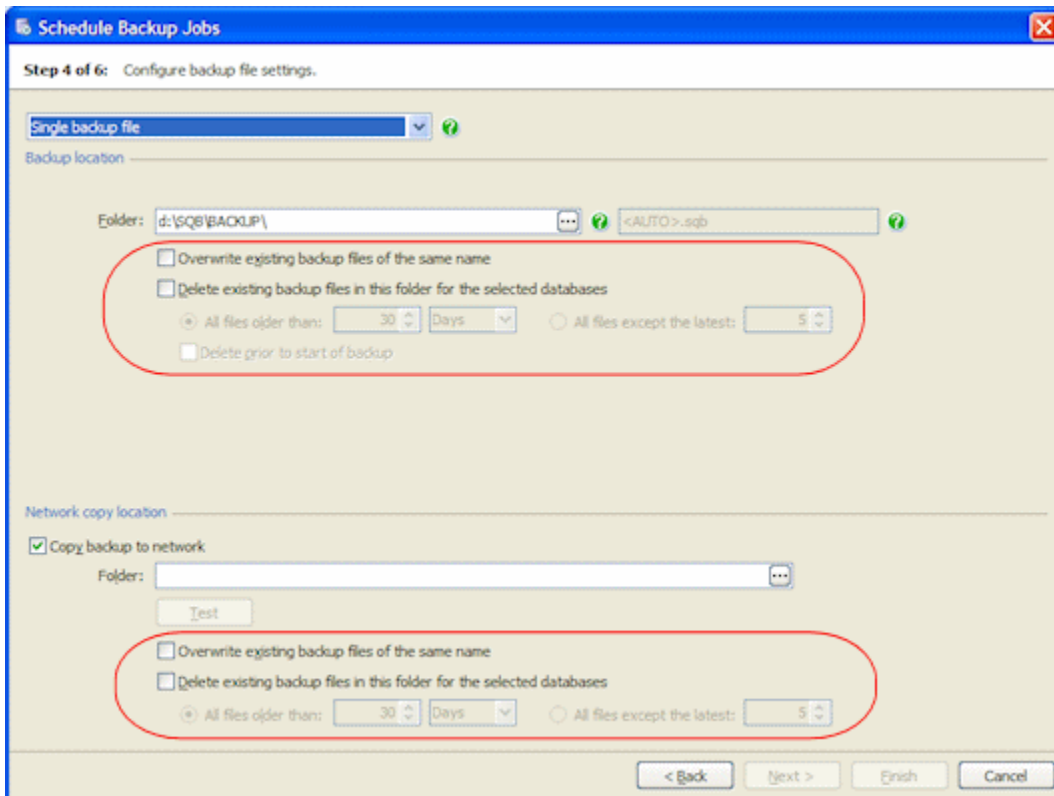 Schedule Backup Jobs
Step 4 of 6: Configure backup file settings.
Single backup file
Backup location
Folder: d:\SQB\BACKUP\ ... <AUTO>.sqb
Overwrite existing backup files of the same name
Delete existing backup files in this folder for the selected databases
All files older than: 30 Days All files except the latest: 5
Delete prior to start of backup
Network copy location
Copy backup to network
Folder: ...
Test
Overwrite existing backup files of the same name
Delete existing backup files in this folder for the selected databases
All files older than: 30 Days All files except the latest: 5
< Back Next > Finish Cancel